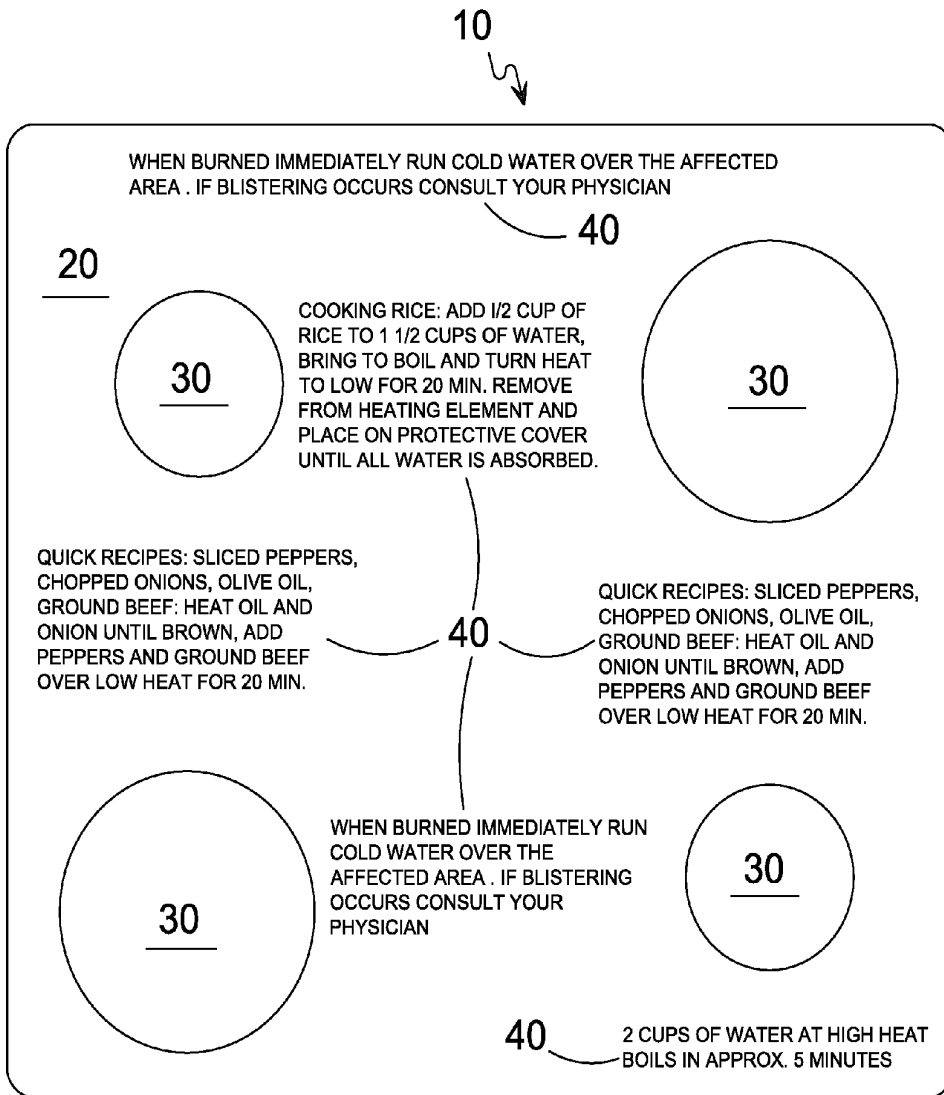 10
WHEN BURNED IMMEDIATELY RUN COLD WATER OVER THE AFFECTED
AREA . IF BLISTERING OCCURS CONSULT YOUR PHYSICIAN
40
20
COOKING RICE: ADD I/2 CUP OF
RICE TO 1 1/2 CUPS OF WATER,
BRING TO BOIL AND TURN HEAT
TO LOW FOR 20 MIN. REMOVE
FROM HEATING ELEMENT AND
PLACE ON PROTECTIVE COVER
UNTIL ALL WATER IS ABSORBED.
30
30
QUICK RECIPES: SLICED PEPPERS,
CHOPPED ONIONS, OLIVE OIL,
GROUND BEEF: HEAT OIL AND
ONION UNTIL BROWN, ADD
PEPPERS AND GROUND BEEF
OVER LOW HEAT FOR 20 MIN.
40
QUICK RECIPES: SLICED PEPPERS,
CHOPPED ONIONS, OLIVE OIL,
GROUND BEEF: HEAT OIL AND
ONION UNTIL BROWN, ADD
PEPPERS AND GROUND BEEF
OVER LOW HEAT FOR 20 MIN.
30
WHEN BURNED IMMEDIATELY RUN
COLD WATER OVER THE
AFFECTED AREA . IF BLISTERING
OCCURS CONSULT YOUR
PHYSICIAN
30
40
2 CUPS OF WATER AT HIGH HEAT
BOILS IN APPROX. 5 MINUTES